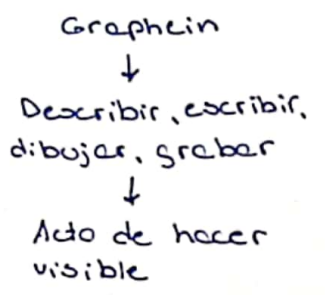 Graphein
↓
Describir, escribir,
dibujar, grabar
↓
Acto de hacer
visible